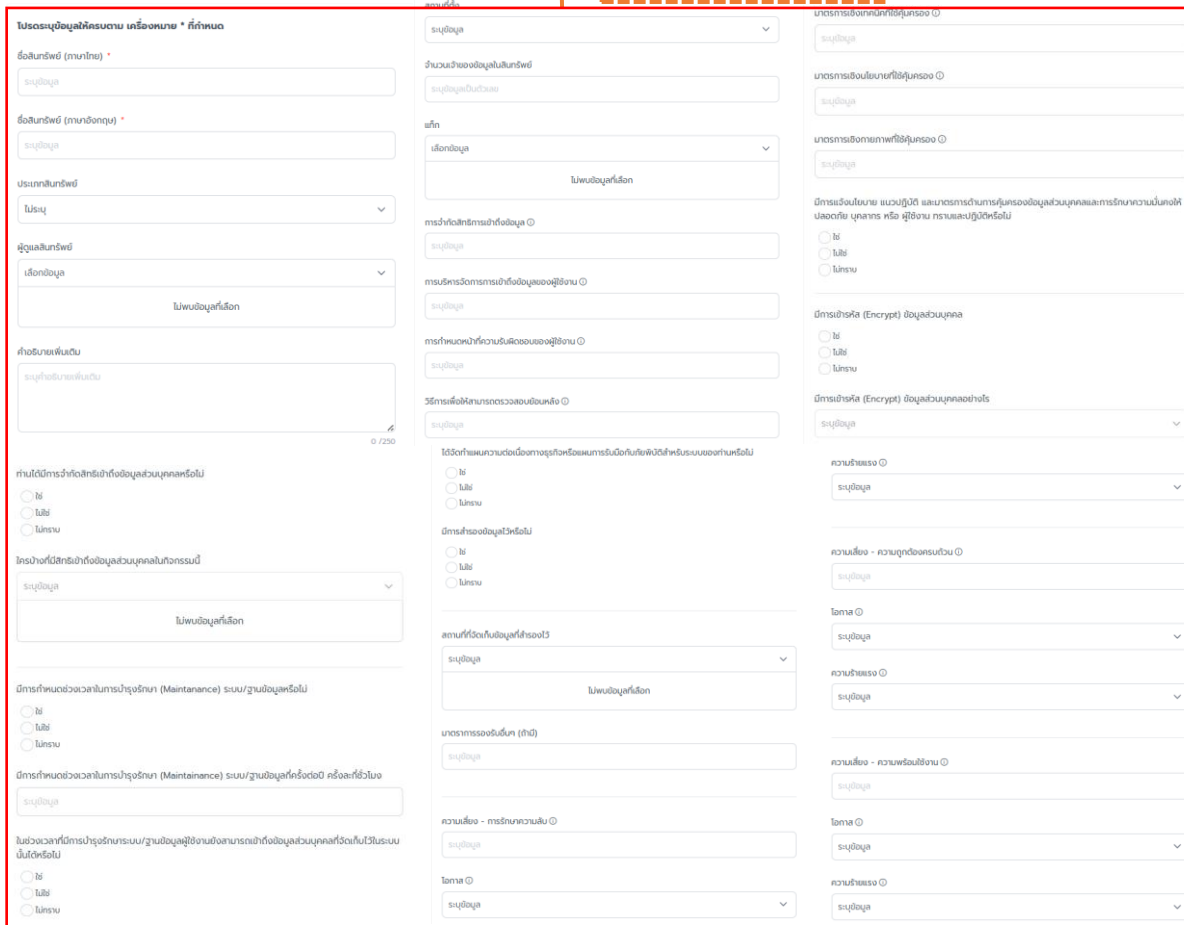 โปรดระบุข้อมูลให้ครบตาม เครื่องหมาย * ที่กำหนด
ชื่อสินทรัพย์ (ภาษาไทย) *
ระบุข้อมูล
ชื่อสินทรัพย์ (ภาษาอังกฤษ) *
ระบุข้อมูล
ประเภทสินทรัพย์
ไม่ระบุ
ผู้ดูแลสินทรัพย์
เลือกข้อมูล
ไม่พบข้อมูลที่เลือก
คำอธิบายเพิ่มเติม
ระบุคำอธิบายเพิ่มเติม
0 /250
ท่านได้มีการจำกัดสิทธิเข้าถึงข้อมูลส่วนบุคคลหรือไม่
ใช่
ไม่ใช่
ไม่ทราบ
ใครบ้างที่มีสิทธิเข้าถึงข้อมูลส่วนบุคคลในกิจกรรมนี้
ระบุข้อมูล
ไม่พบข้อมูลที่เลือก
มีการกำหนดช่วงเวลาในการบำรุงรักษา (Maintanance) ระบบ/ฐานข้อมูลหรือไม่
ใช่
ไม่ใช่
ไม่ทราบ
มีการกำหนดช่วงเวลาในการบำรุงรักษา (Maintainance) ระบบ/ฐานข้อมูลกี่ครั้งต่อปี ครั้งละกี่ชั่วโมง
ระบุข้อมูล
ในช่วงเวลาที่มีการบำรุงรักษาระบบ/ฐานข้อมูลผู้ใช้งานยังสามารถเข้าถึงข้อมูลส่วนบุคคลที่จัดเก็บไว้ในระบบ
นั้นได้หรือไม่
ใช่
ไม่ใช่
ไม่ทราบ
สถานที่ตั้ง
ระบุข้อมูล
จำนวนเจ้าของข้อมูลในสินทรัพย์
ระบุข้อมูลเป็นตัวเลข
แท็ก
เลือกข้อมูล
ไม่พบข้อมูลที่เลือก
การจำกัดสิทธิการเข้าถึงข้อมูล
ระบุข้อมูล
การบริหารจัดการการเข้าถึงข้อมูลของผู้ใช้งาน
ระบุข้อมูล
การกำหนดหน้าที่ความรับผิดชอบของผู้ใช้งาน
ระบุข้อมูล
วิธีการเพื่อให้สามารถตรวจสอบย้อนหลัง
ระบุข้อมูล
ได้จัดทำแผนความต่อเนื่องทางธุรกิจหรือแผนการรับมือกับภัยพิบัติสำหรับระบบของท่านหรือไม่
ใช่
ไม่ใช่
ไม่ทราบ
มีการสำรองข้อมูลไว้หรือไม่
ใช่
ไม่ใช่
ไม่ทราบ
สถานที่ที่จัดเก็บข้อมูลที่สำรองไว้
ระบุข้อมูล
ไม่พบข้อมูลที่เลือก
มาตราการรองรับอื่นๆ (ถ้ามี)
ระบุข้อมูล
ความเสี่ยง - การรักษาความลับ
ระบุข้อมูล
โอกาส
ระบุข้อมูล
มาตรการเชิงเทคนิคที่ใช้คุ้มครอง
ระบุข้อมูล
มาตรการเชิงนโยบายที่ใช้คุ้มครอง
ระบุข้อมูล
มาตรการเชิงกายภาพที่ใช้คุ้มครอง
ระบุข้อมูล
มีการแจ้งนโยบาย แนวปฏิบัติ และมาตรการด้านการคุ้มครองข้อมูลส่วนบุคคลและการรักษาความมั่นคงให้
ปลอดภัย บุคลากร หรือ ผู้ใช้งาน ทราบและปฏิบัติหรือไม่
ใช่
ไม่ใช่
ไม่ทราบ
มีการเข้ารหัส (Encrypt) ข้อมูลส่วนบุคคล
ใช่
ไม่ใช่
ไม่ทราบ
มีการเข้ารหัส (Encrypt) ข้อมูลส่วนบุคคลอย่างไร
ระบุข้อมูล
ความร้ายแรง
ระบุข้อมูล
ความเสี่ยง - ความถูกต้องครบถ้วน
ระบุข้อมูล
โอกาส
ระบุข้อมูล
ความร้ายแรง
ระบุข้อมูล
ความเสี่ยง - ความพร้อมใช้งาน
ระบุข้อมูล
โอกาส
ระบุข้อมูล
ความร้ายแรง
ระบุข้อมูล